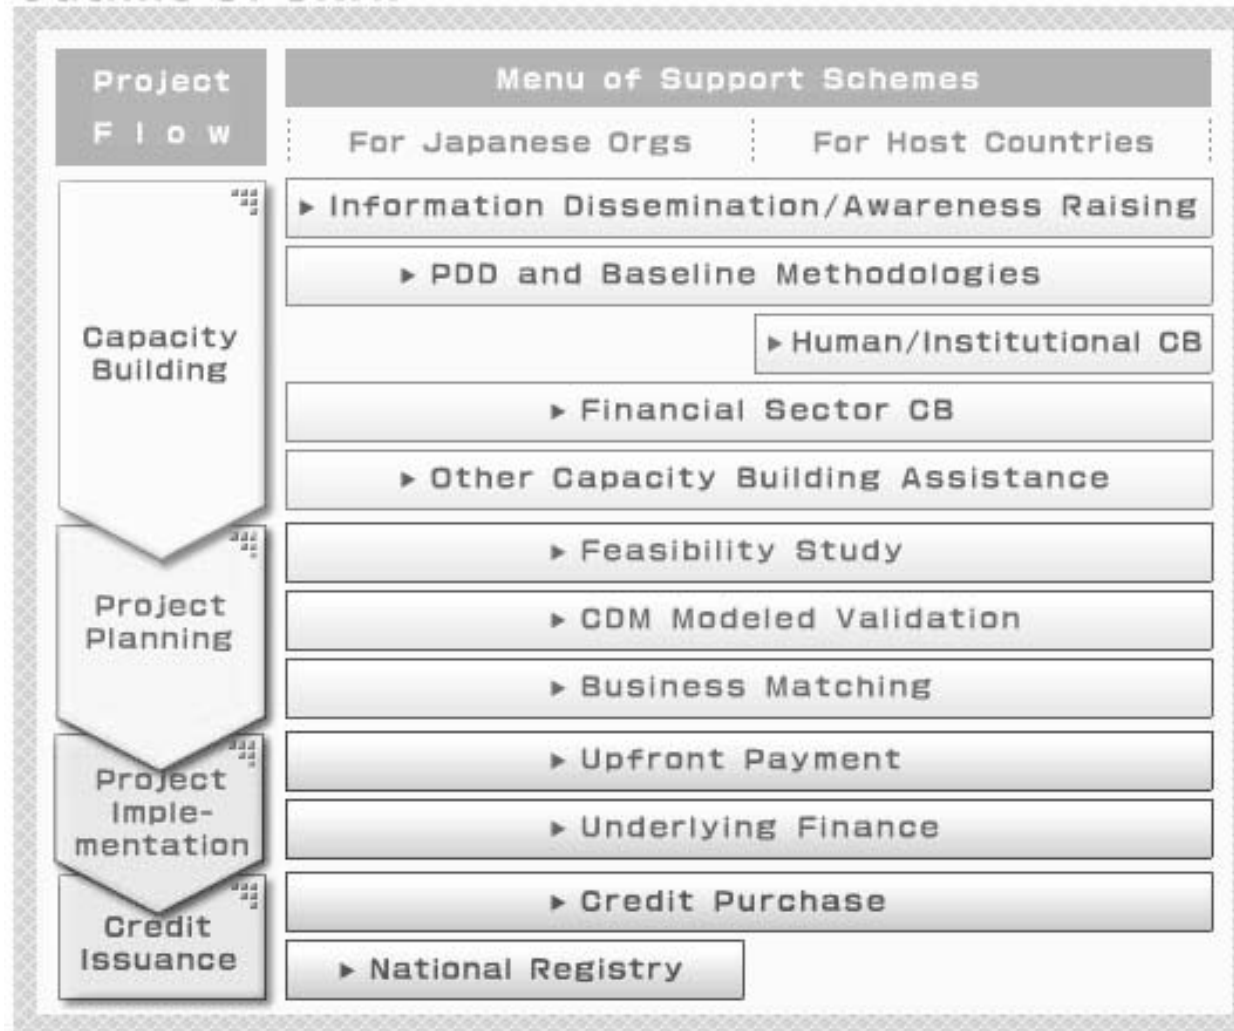 Project
Flow
Menu of Support Schemes
For Japanese Orgs
For Host Countries
Capacity
Building
▶ Information Dissemination/Awareness Raising
▶ PDD and Baseline Methodologies
▶ Human/Institutional CB
▶ Financial Sector CB
▶ Other Capacity Building Assistance
Project
Planning
▶ Feasibility Study
▶ CDM Modeled Validation
▶ Business Matching
Project
Imple-
mentation
▶ Upfront Payment
▶ Underlying Finance
Credit
Issuance
▶ Credit Purchase
▶ National Registry